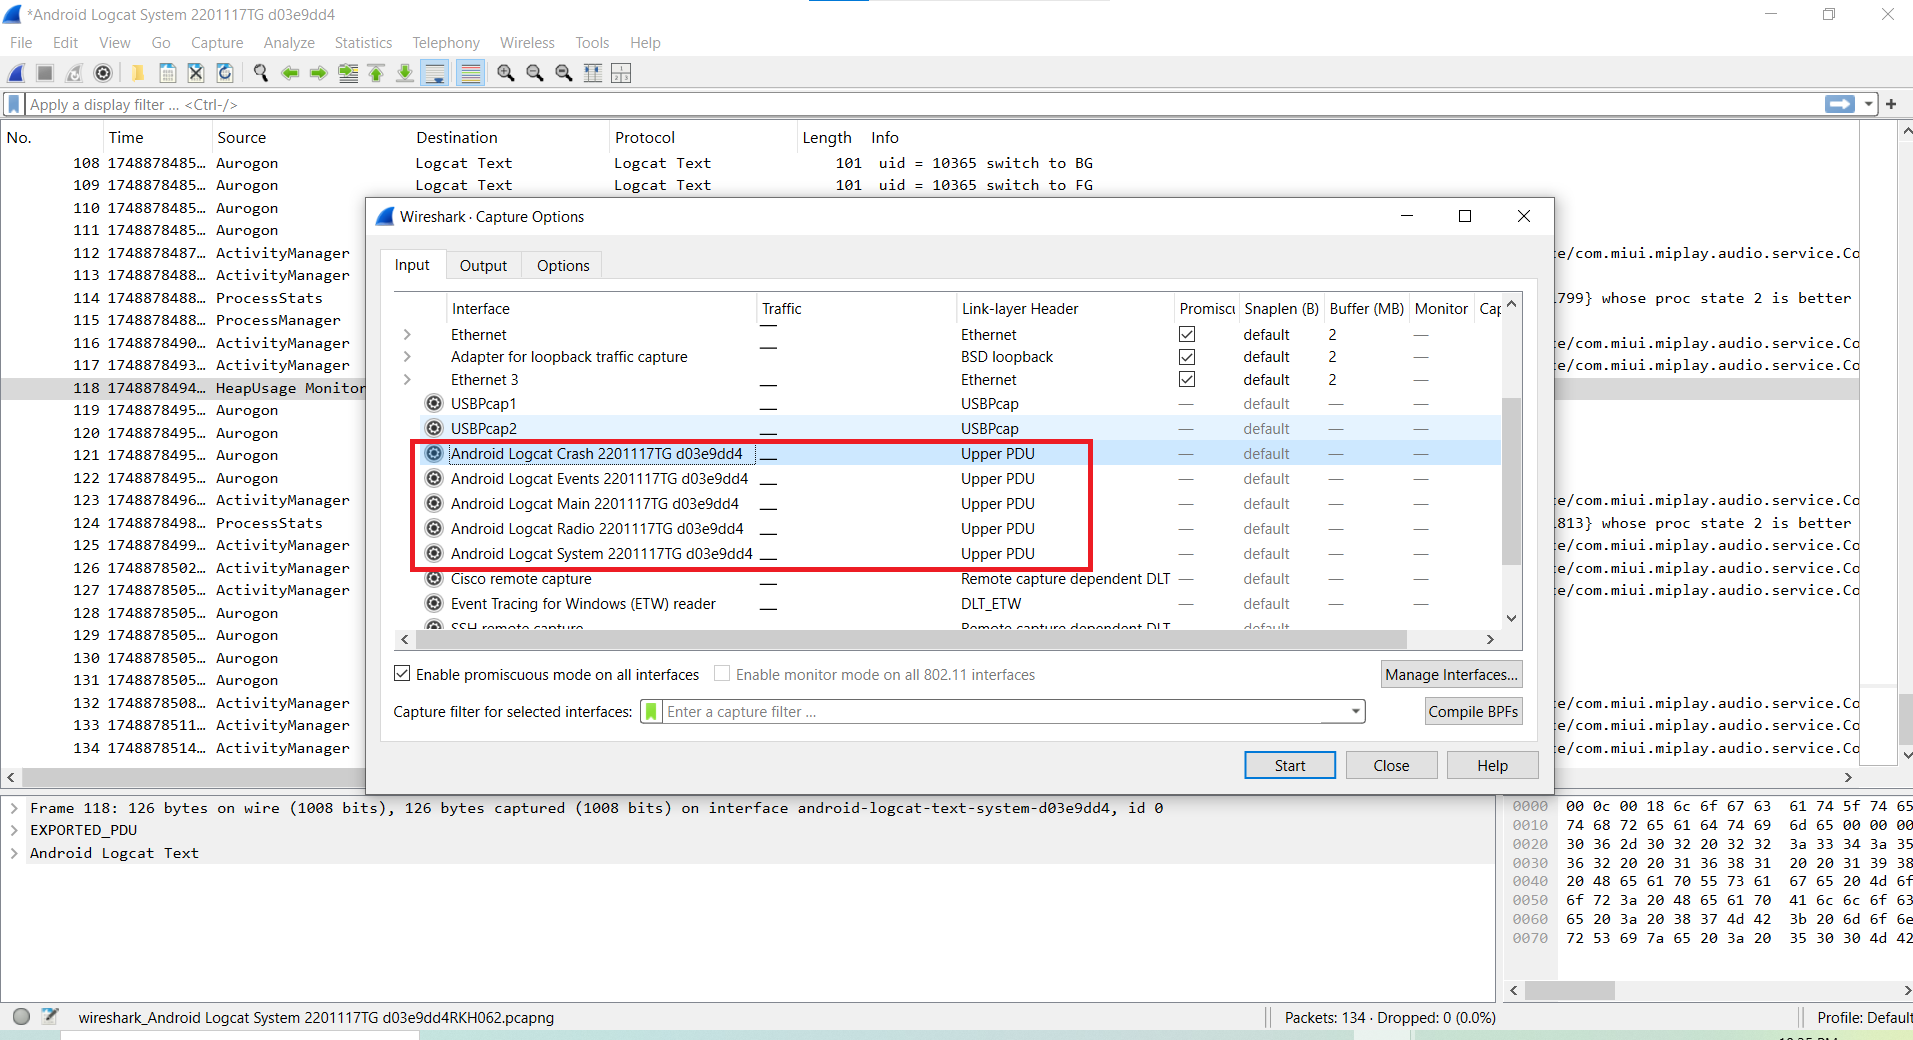 *Android Logcat System 2201117TG d03e9dd4
File Edit View Go Capture Analyze Statistics Telephony Wireless Tools Help
Apply a display filter ... <Ctrl-/>
No. Time Source Destination Protocol Length Info
108 1748878485… Aurogon Logcat Text Logcat Text 101 uid = 10365 switch to BG
109 1748878485… Aurogon Logcat Text Logcat Text 101 uid = 10365 switch to FG
110 1748878485… Aurogon
111 1748878485… Aurogon
112 1748878487… ActivityManager e/com.miui.miplay.audio.service.Co
113 1748878488… ActivityManager
114 1748878488… ProcessStats 799} whose proc state 2 is better
115 1748878488… ProcessManager
116 1748878490… ActivityManager e/com.miui.miplay.audio.service.Co
117 1748878493… ActivityManager e/com.miui.miplay.audio.service.Co
118 1748878494… HeapUsage Monitor
119 1748878495… Aurogon
120 1748878495… Aurogon
121 1748878495… Aurogon
122 1748878495… Aurogon
123 1748878496… ActivityManager e/com.miui.miplay.audio.service.Co
124 1748878498… ProcessStats 813} whose proc state 2 is better
125 1748878499… ActivityManager e/com.miui.miplay.audio.service.Co
126 1748878502… ActivityManager e/com.miui.miplay.audio.service.Co
127 1748878505… ActivityManager e/com.miui.miplay.audio.service.Co
128 1748878505… Aurogon
129 1748878505… Aurogon
130 1748878505… Aurogon
131 1748878505… Aurogon
132 1748878508… ActivityManager e/com.miui.miplay.audio.service.Co
133 1748878511… ActivityManager e/com.miui.miplay.audio.service.Co
134 1748878514… ActivityManager e/com.miui.miplay.audio.service.Co
Wireshark · Capture Options
Input Output Options
Interface Traffic Link-layer Header Promiscu Snaplen (B) Buffer (MB) Monitor Cap
Ethernet Ethernet default 2 —
Adapter for loopback traffic capture BSD loopback default 2 —
Ethernet 3 Ethernet default 2 —
USBPcap1 USBPcap — default — —
USBPcap2 USBPcap — default — —
Android Logcat Crash 2201117TG d03e9dd4 Upper PDU — default — —
Android Logcat Events 2201117TG d03e9dd4 Upper PDU — default — —
Android Logcat Main 2201117TG d03e9dd4 Upper PDU — default — —
Android Logcat Radio 2201117TG d03e9dd4 Upper PDU — default — —
Android Logcat System 2201117TG d03e9dd4 Upper PDU — default — —
Cisco remote capture Remote capture dependent DLT — default — —
Event Tracing for Windows (ETW) reader DLT_ETW — default — —
SSH remote capture Remote capture dependent DLT — default — —
Enable promiscuous mode on all interfaces Enable monitor mode on all 802.11 interfaces Manage Interfaces...
Capture filter for selected interfaces: Enter a capture filter ... Compile BPFs
Start Close Help
Frame 118: 126 bytes on wire (1008 bits), 126 bytes captured (1008 bits) on interface android-logcat-text-system-d03e9dd4, id 0
EXPORTED_PDU
Android Logcat Text
0000 00 0c 00 18 6c 6f 67 63 61 74 5f 74 65
0010 74 68 72 65 61 64 74 69 6d 65 00 00 00
0020 30 36 2d 30 32 20 32 32 3a 33 34 3a 35
0030 36 32 20 20 31 36 38 31 20 20 31 39 38
0040 20 48 65 61 70 55 73 61 67 65 20 4d 6f
0050 6f 72 3a 20 48 65 61 70 41 6c 6c 6f 63
0060 65 20 3a 20 38 37 4d 42 3b 20 6d 6f 6e
0070 72 53 69 7a 65 20 3a 20 35 30 30 4d 42
wireshark_Android Logcat System 2201117TG d03e9dd4RKH062.pcapng Packets: 134 · Dropped: 0 (0.0%) Profile: Default